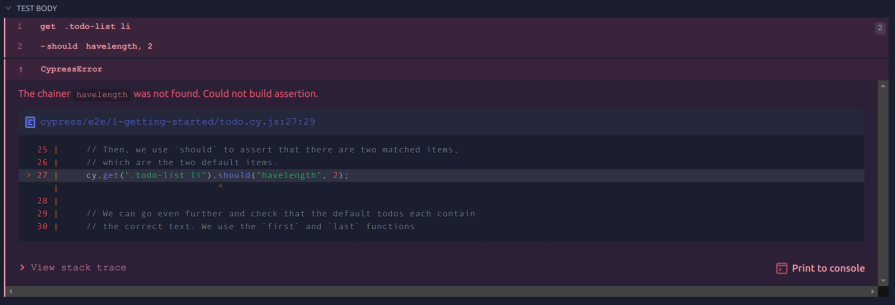 TEST BODY
1 get .todo-list li 2
2 -should havelength, 2
! CypressError
The chainer havelength was not found. Could not build assertion.
cypress/e2e/1-getting-started/todo.cy.js:27:29
25 | // Then, we use `should` to assert that there are two matched items,
26 | // which are the two default items.
> 27 | cy.get(".todo-list li").should("havelength", 2);
| ^
28 |
29 | // We can go even further and check that the default todos each contain
30 | // the correct text. We use the `first` and `last` functions
> View stack trace
Print to console